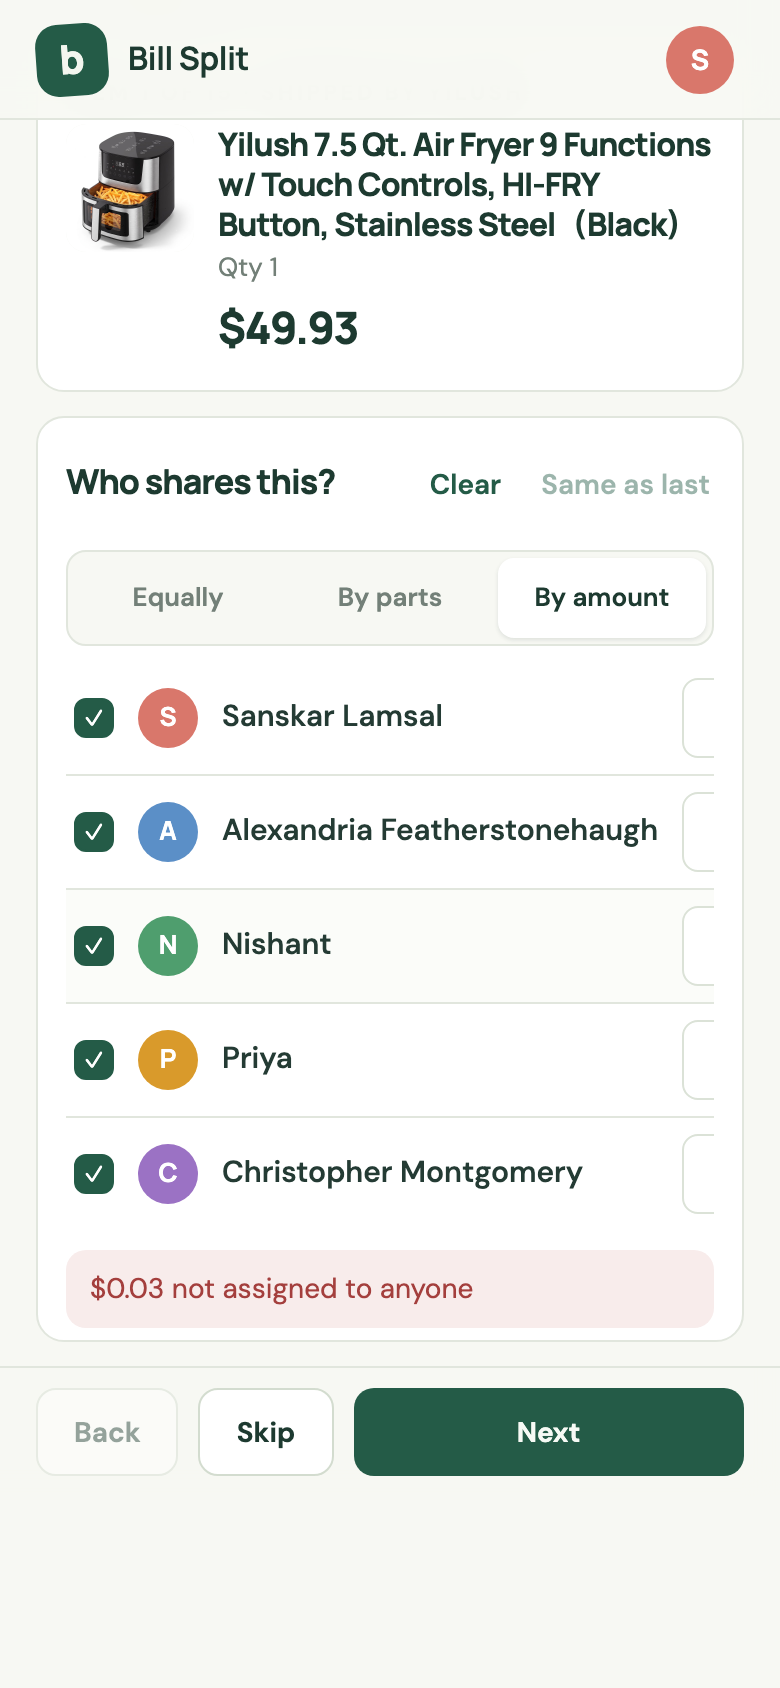 b Bill Split S
Yilush 7.5 Qt. Air Fryer 9 Functions
w/ Touch Controls, HI-FRY
Button, Stainless Steel （Black）
Qty 1
$49.93
Who shares this? Clear Same as last
Equally By parts By amount
S Sanskar Lamsal
A Alexandria Featherstonehaugh
N Nishant
P Priya
C Christopher Montgomery
$0.03 not assigned to anyone
Back Skip Next